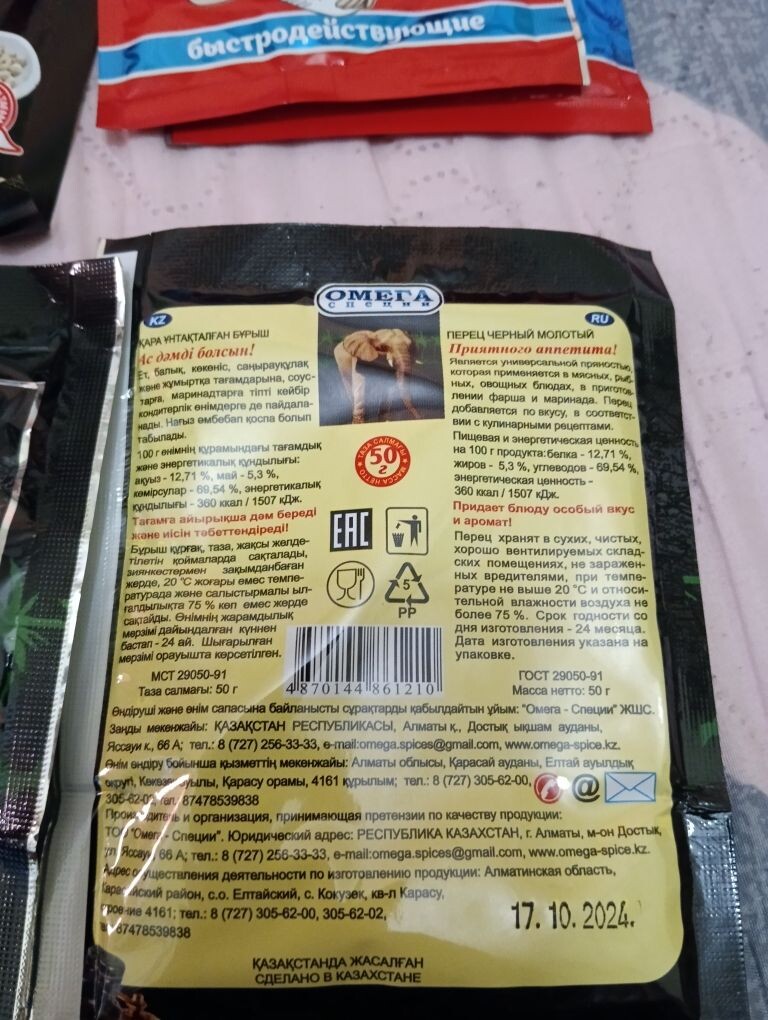 быстродействующие
ОМЕГА
СПЕЦИИ
KZ
ҚАРА ҰНТАҚТАЛҒАН БҰРЫШ
Ас дәмді болсын!
Ет, балық, көкөніс, саңырауқұлақ
және жұмыртқа тағамдарына, соус-
тарға, маринадтарға тіпті кейбір
кондитерлік өнімдерге де пайдала-
нады. Нағыз әмбебап қоспа болып
табылады.
100 г өнімнің құрамындағы тағамдық
және энергетикалық құндылығы:
ақуыз - 12,71 %, май - 5,3 %,
көмірсулар - 69,54 %, энергетикалық
құндылығы - 360 ккал / 1507 кДж.
Тағамға айырықша дәм береді
және иісін тәбеттендіреді!
Бұрыш құрғақ, таза, жақсы желде-
тілетін қоймаларда сақталады,
зиянкестермен зақымданбаған
жерде, 20 °С жоғары емес темпе-
ратурада және салыстырмалы ыл-
ғалдылықта 75 % көп емес жерде
сақтайды. Өнімнің жарамдылық
мерзімі дайындалған күннен
бастап - 24 ай. Шығарылған
мерзімі орауышта көрсетілген.
МСТ 29050-91
Таза салмағы: 50 г
ТАЗА САЛМАҒЫ
50 г
МАССА НЕТТО
EAC
5
PP
4 870144 861210
RU
ПЕРЕЦ ЧЕРНЫЙ МОЛОТЫЙ
Приятного аппетита!
Является универсальной пряностью,
которая применяется в мясных, рыб-
ных, овощных блюдах, в приготов-
лении фарша и маринада. Перец
добавляется по вкусу, в соответст-
вии с кулинарными рецептами.
Пищевая и энергетическая ценность
на 100 г продукта: белка - 12,71 %,
жиров - 5,3 %, углеводов - 69,54 %,
энергетическая ценность -
360 ккал / 1507 кДж.
Придает блюду особый вкус
и аромат!
Перец хранят в сухих, чистых,
хорошо вентилируемых склад-
ских помещениях, не заражен-
ных вредителями, при темпе-
ратуре не выше 20 °С и относи-
тельной влажности воздуха не
более 75 %. Срок годности со
дня изготовления - 24 месяца.
Дата изготовления указана на
упаковке.
ГОСТ 29050-91
Масса нетто: 50 г
Өндіруші және өнім сапасына байланысты сұрақтарды қабылдайтын ұйым: "Омега - Специи" ЖШС.
Заңды мекенжайы: ҚАЗАҚСТАН РЕСПУБЛИКАСЫ, Алматы қ., Достық ықшам ауданы,
Яссауи к., 66 А; тел.: 8 (727) 256-33-33, e-mail:omega.spices@gmail.com, www.omega-spice.kz.
Өнім өндіру бойынша қызметтің мекенжайы: Алматы облысы, Қарасай ауданы, Елтай ауылдық
округі, Көкөзек ауылы, Қарасу орамы, 4161 құрылым; тел.: 8 (727) 305-62-00,
305-62-02, тел. 87478539838
Производитель и организация, принимающая претензии по качеству продукции:
ТОО "Омега - Специи". Юридический адрес: РЕСПУБЛИКА КАЗАХСТАН, г. Алматы, м-он Достык,
ул. Яссауи, 66 А; тел.: 8 (727) 256-33-33, e-mail:omega.spices@gmail.com, www.omega-spice.kz.
Адрес осуществления деятельности по изготовлению продукции: Алматинская область,
Карасайский район, с.о. Елтайский, с. Кокузек, кв-л Карасу,
строение 4161; тел.: 8 (727) 305-62-00, 305-62-02,
87478539838
17. 10. 2024.
ҚАЗАҚСТАНДА ЖАСАЛҒАН
СДЕЛАНО В КАЗАХСТАНЕ